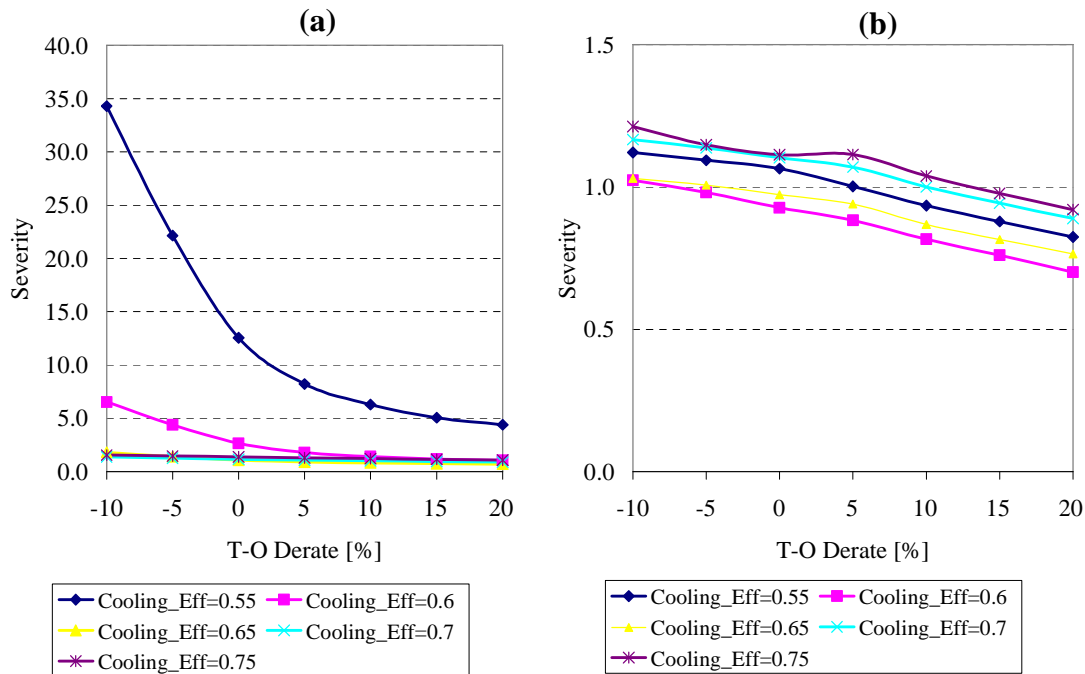 (a)
40.0
35.0
30.0
25.0
20.0
15.0
10.0
5.0
0.0
Severity
-10 -5 0 5 10 15 20
T-O Derate [%]
Cooling_Eff=0.55 Cooling_Eff=0.6
Cooling_Eff=0.65 Cooling_Eff=0.7
Cooling_Eff=0.75
(b)
1.5
1.0
0.5
0.0
Severity
-10 -5 0 5 10 15 20
T-O Derate [%]
Cooling_Eff=0.55 Cooling_Eff=0.6
Cooling_Eff=0.65 Cooling_Eff=0.7
Cooling_Eff=0.75